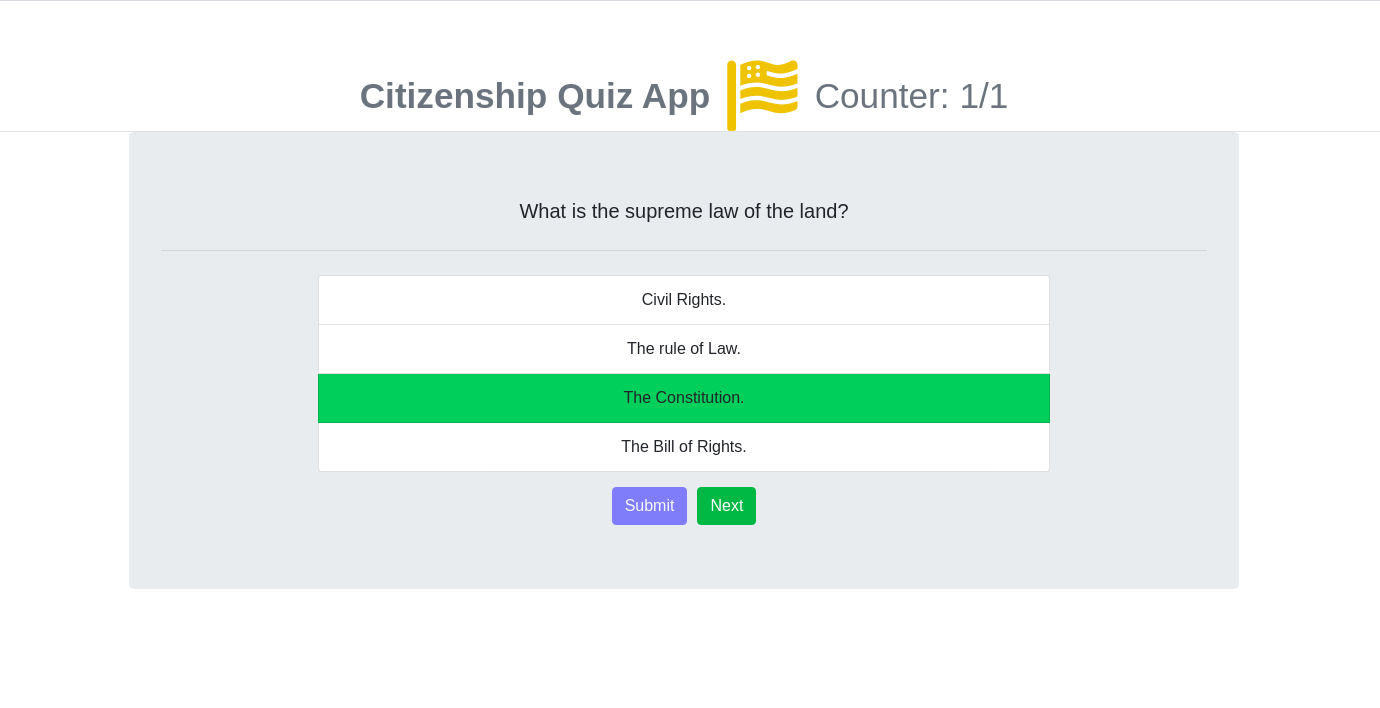 Citizenship Quiz App Counter: 1/1
What is the supreme law of the land?
Civil Rights.
The rule of Law.
The Constitution.
The Bill of Rights.
Submit Next